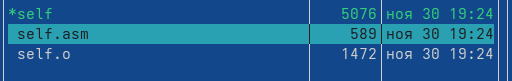 *self 5076 ноя 30 19:24
self.asm 589 ноя 30 19:24
self.o 1472 ноя 30 19:24